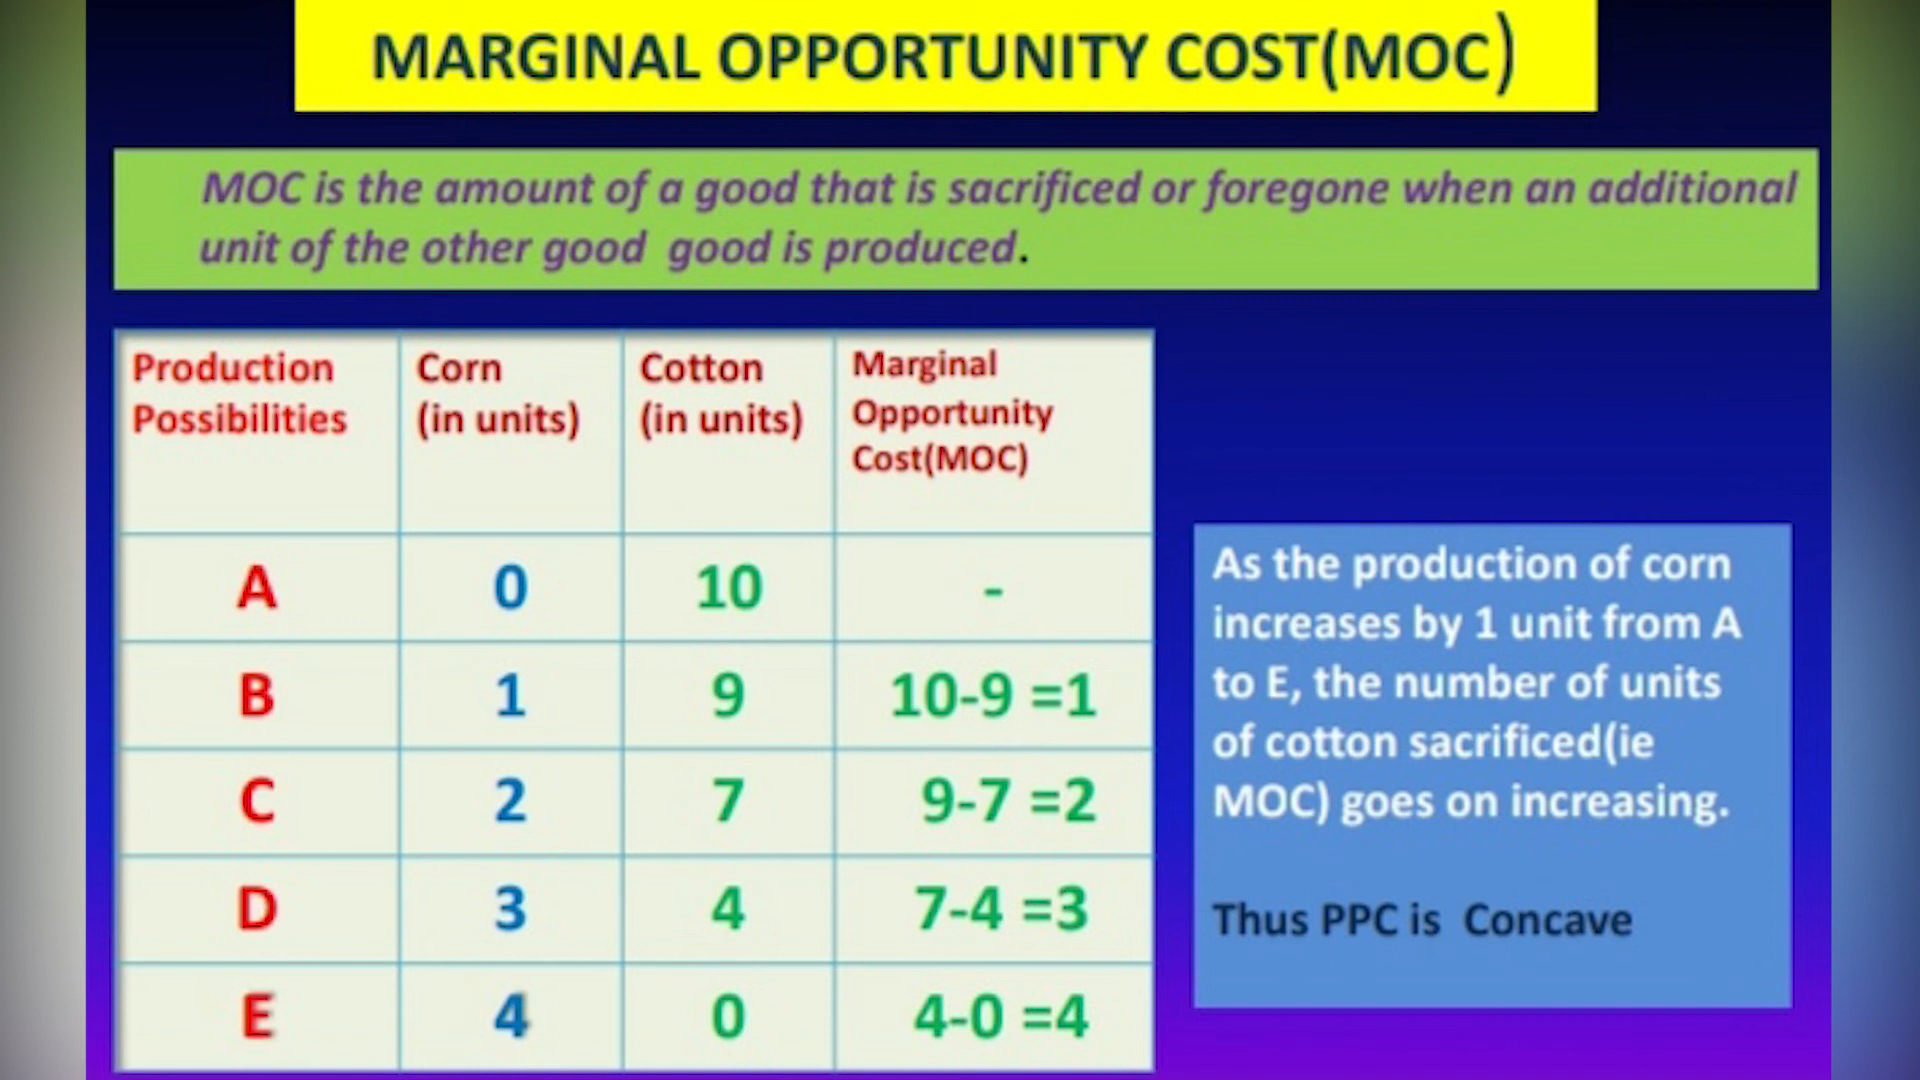 MARGINAL OPPORTUNITY COST(MOC)
MOC is the amount of a good that is sacrificed or foregone when an additional
unit of the other good good is produced.
Production Possibilities | Corn (in units) | Cotton (in units) | Marginal Opportunity Cost(MOC)
A 0 10 -
B 1 9 10-9 =1
C 2 7 9-7 =2
D 3 4 7-4 =3
E 4 0 4-0 =4
As the production of corn
increases by 1 unit from A
to E, the number of units
of cotton sacrificed(ie
MOC) goes on increasing.
Thus PPC is Concave